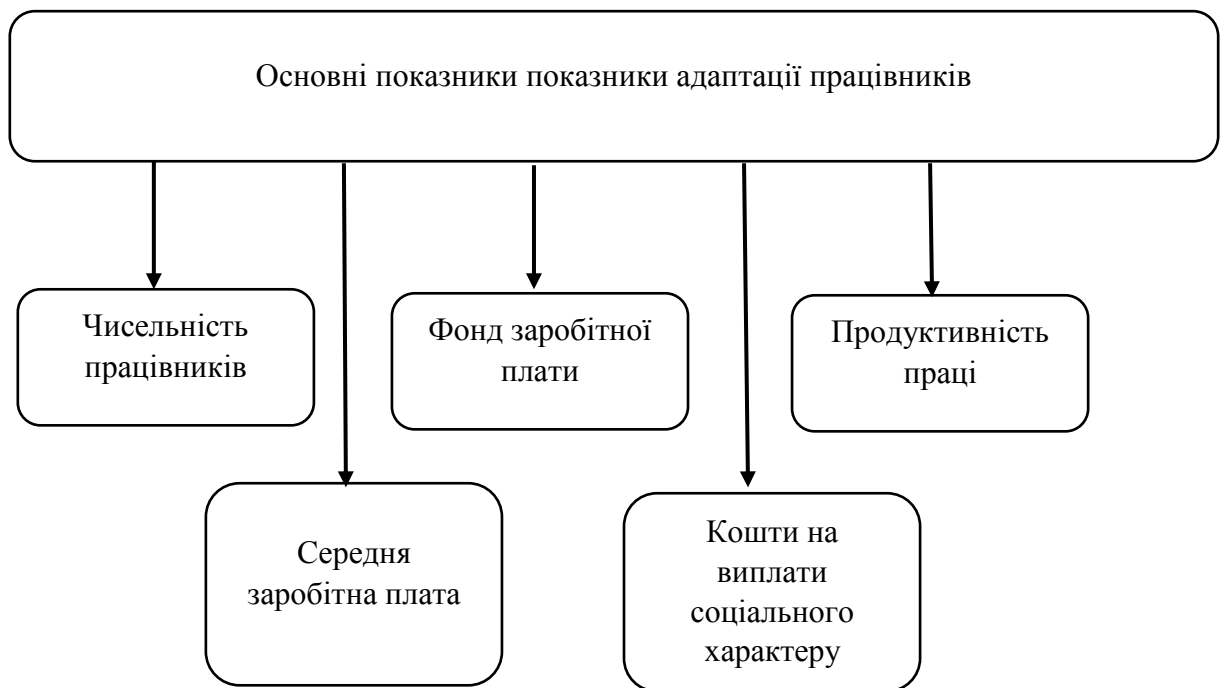 Основні показники показники адаптації працівників
Чисельність
працівників
Фонд заробітної
плати
Продуктивність
праці
Середня
заробітна плата
Кошти на
виплати
соціального
характеру